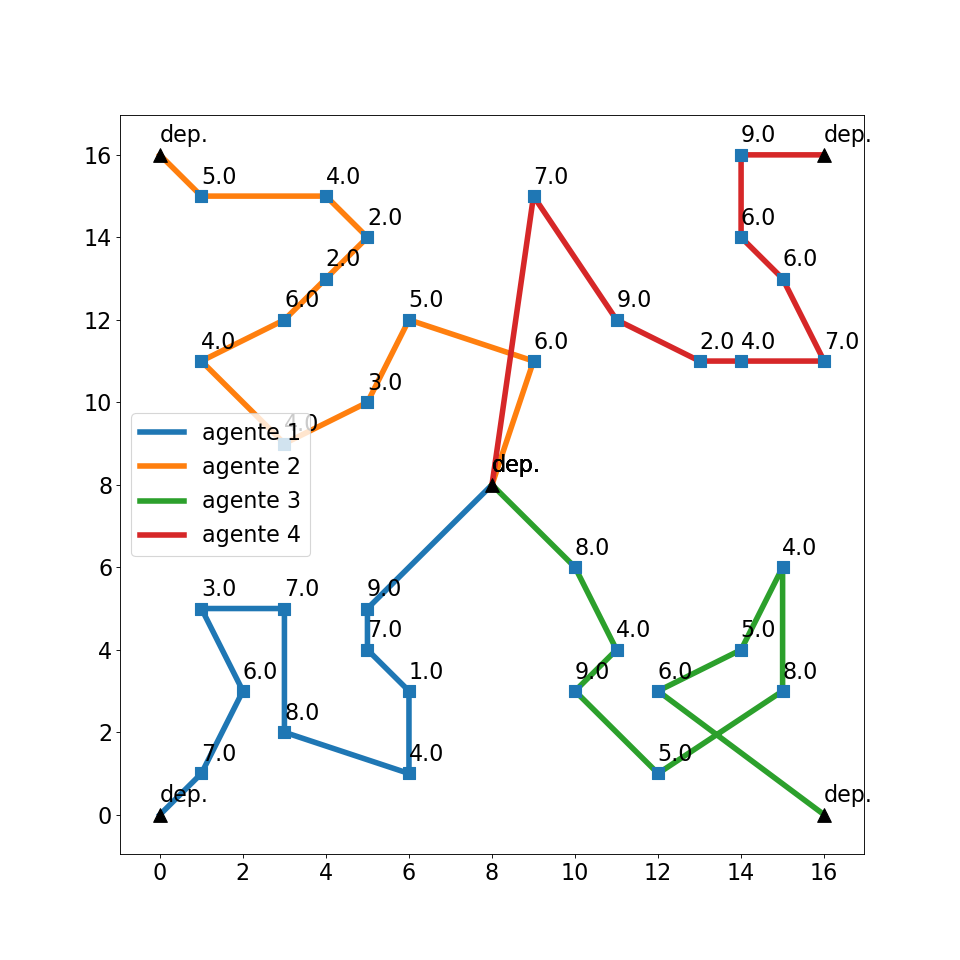 9.0
dep. dep.
16
5.0 4.0 7.0
2.0 6.0
14
2.0 6.0
6.0 5.0 9.0
12
4.0 6.0 2.0 4.0 7.0
3.0
10
4.0
agente 1
agente 2
dep.
8
agente 3
agente 4
8.0 4.0
6
3.0 7.0 9.0
7.0 4.0 5.0
4
6.0 1.0 9.0 6.0 8.0
8.0
2
7.0 4.0 5.0
dep. dep.
0
0 2 4 6 8 10 12 14 16